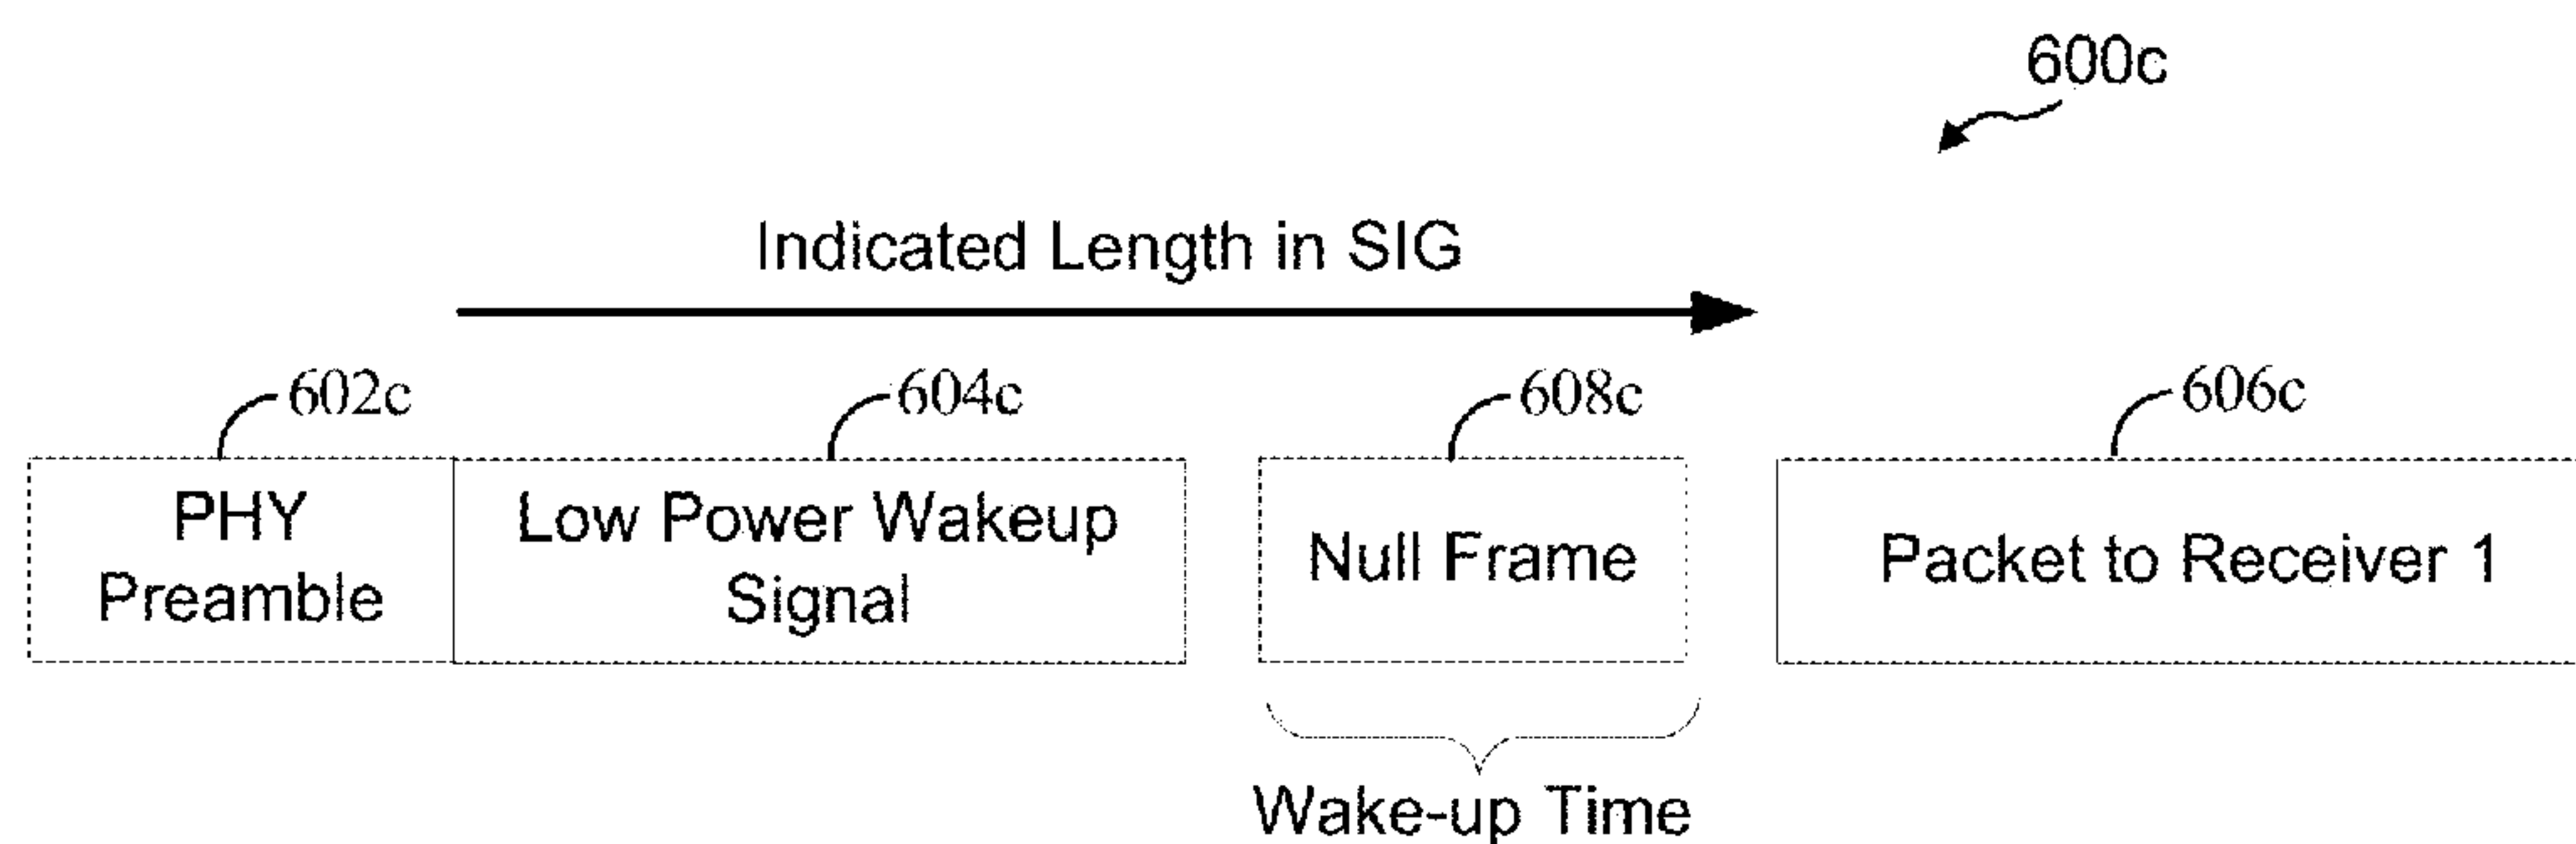 600c
Indicated Length in SIG
602c
604c
608c
606c
PHY
Preamble
Low Power Wakeup
Signal
Null Frame
Packet to Receiver 1
Wake-up Time